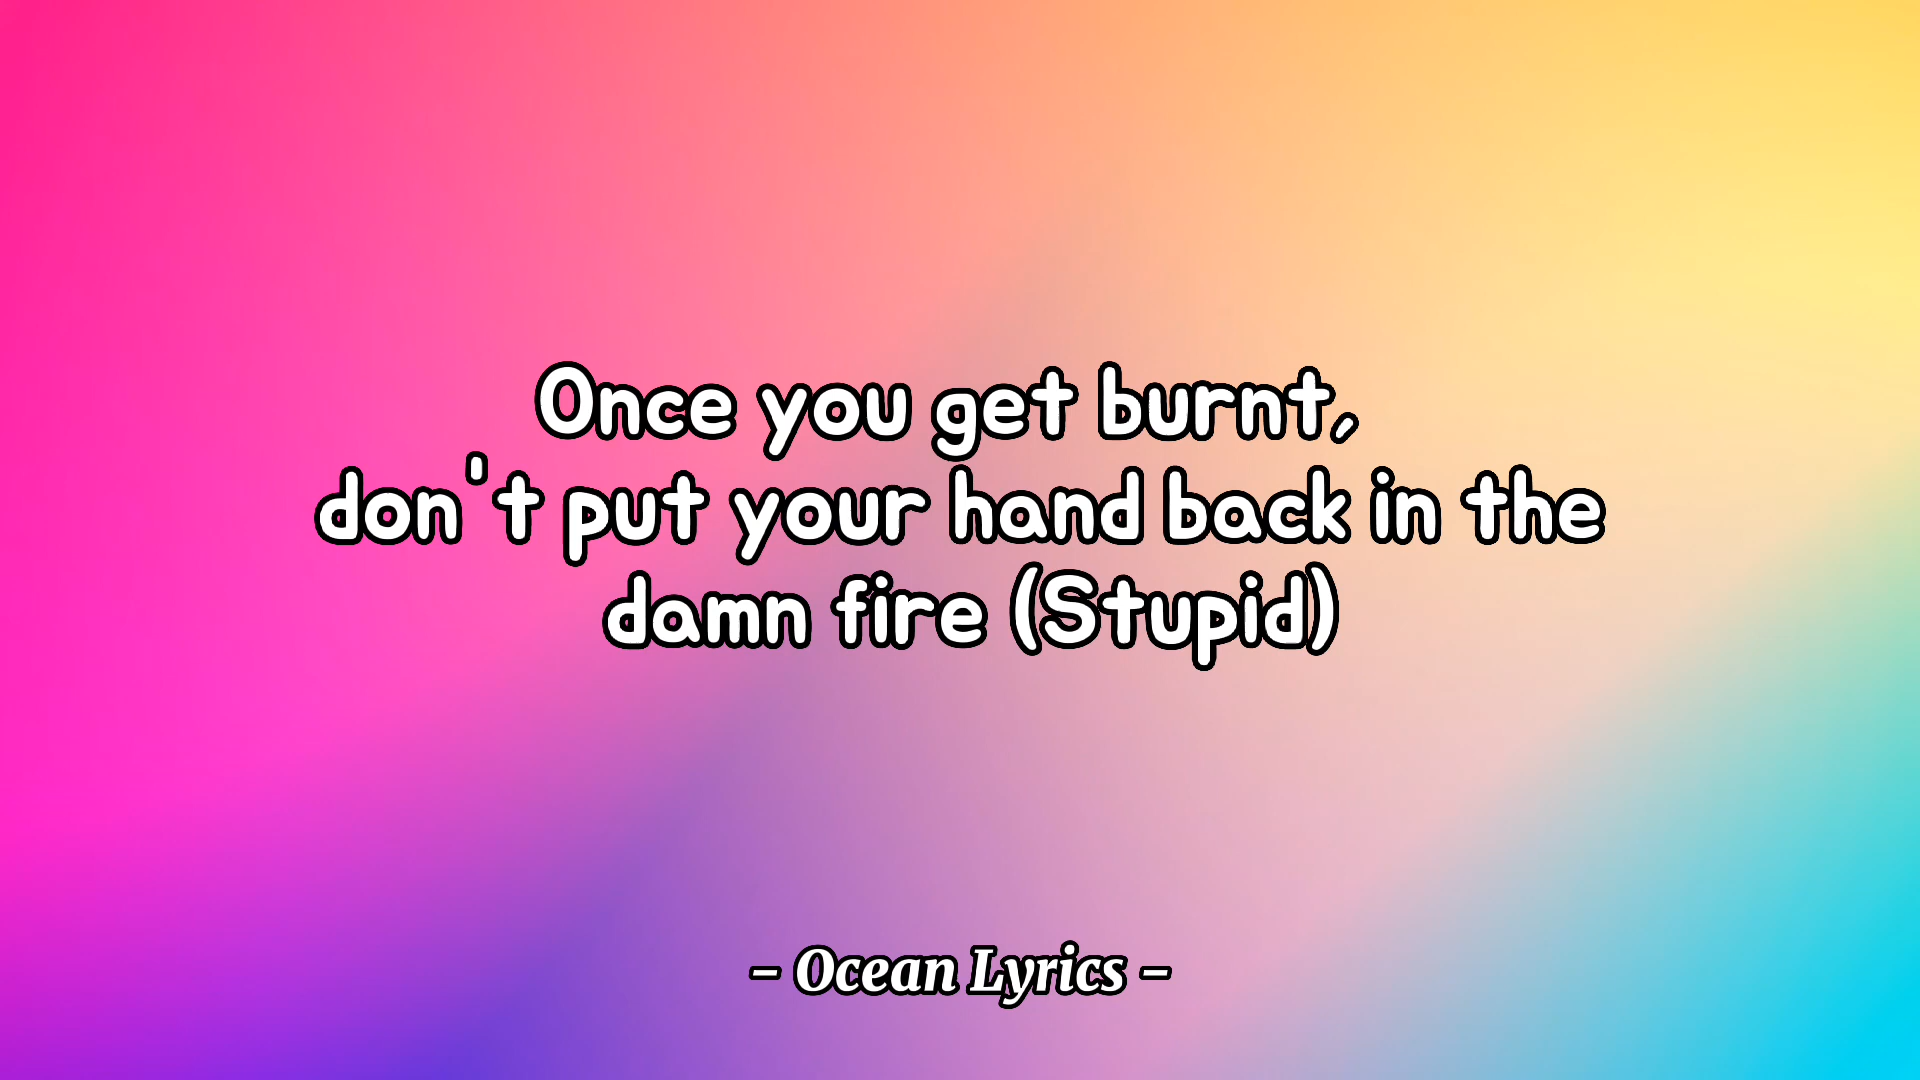 Once you get burnt,
don't put your hand back in the
damn fire (Stupid)
- Ocean Lyrics -